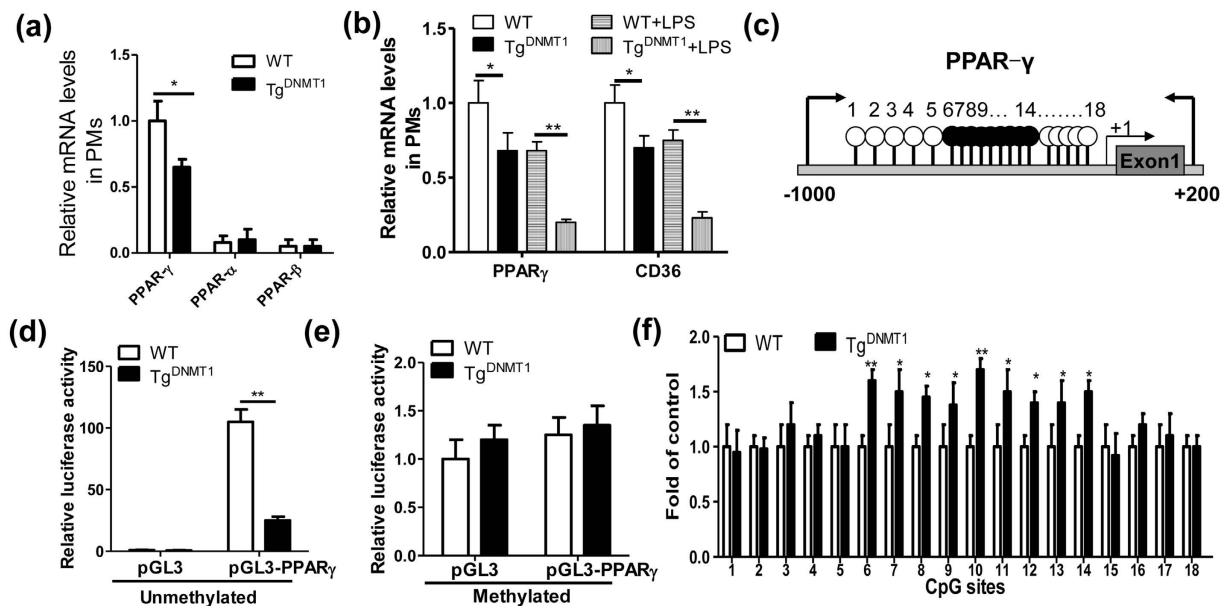 (a)
Relative mRNA levels
in PMs
1.5
1.0
0.5
0.0
WT
Tg^DNMT1
*
PPAR-γ
PPAR-α
PPAR-β
(b)
Relative mRNA levels
in PMs
1.5
1.0
0.5
0.0
WT
Tg^DNMT1
WT+LPS
Tg^DNMT1+LPS
*
**
*
**
PPARγ
CD36
(c)
PPAR−γ
1 2 3 4 5 6789... 14 ........ 18
+1
Exon1
-1000
+200
(d)
Relative luciferase activity
150
100
50
0
WT
Tg^DNMT1
**
pGL3
pGL3-PPARγ
Unmethylated
(e)
Relative luciferase activity
2.0
1.5
1.0
0.5
0.0
WT
Tg^DNMT1
pGL3
pGL3-PPARγ
Methylated
(f)
Fold of control
2.0
1.5
1.0
0.5
0.0
WT
Tg^DNMT1
** * * * ** * * * *
1 2 3 4 5 6 7 8 9 10 11 12 13 14 15 16 17 18
CpG sites